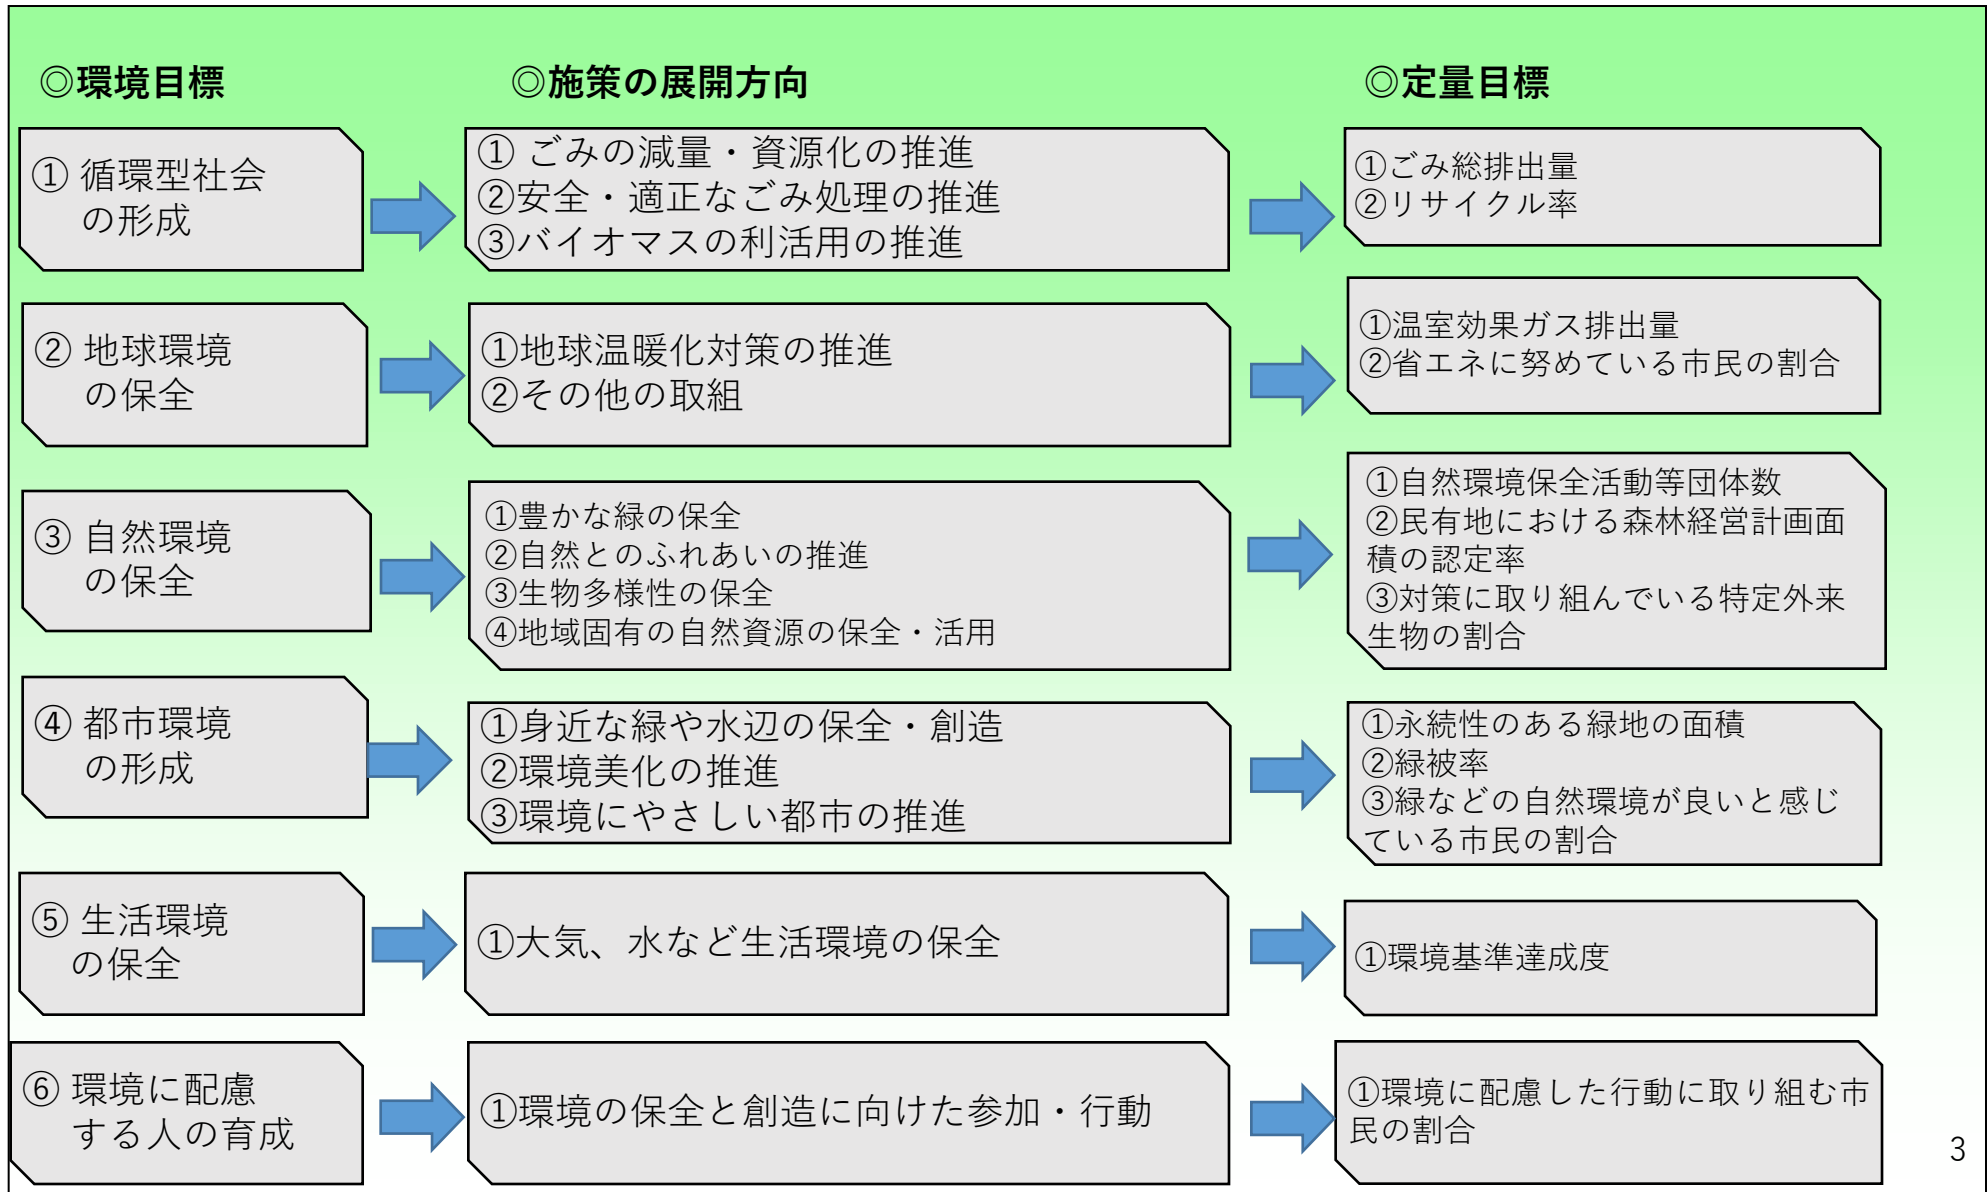 ◎環境目標
◎施策の展開方向
◎定量目標
① 循環型社会
の形成
① ごみの減量・資源化の推進
②安全・適正なごみ処理の推進
③バイオマスの利活用の推進
①ごみ総排出量
②リサイクル率
② 地球環境
の保全
①地球温暖化対策の推進
②その他の取組
①温室効果ガス排出量
②省エネに努めている市民の割合
③ 自然環境
の保全
①豊かな緑の保全
②自然とのふれあいの推進
③生物多様性の保全
④地域固有の自然資源の保全・活用
①自然環境保全活動等団体数
②民有地における森林経営計画面
積の認定率
③対策に取り組んでいる特定外来
生物の割合
④ 都市環境
の形成
①身近な緑や水辺の保全・創造
②環境美化の推進
③環境にやさしい都市の推進
①永続性のある緑地の面積
②緑被率
③緑などの自然環境が良いと感じ
ている市民の割合
⑤ 生活環境
の保全
①大気、水など生活環境の保全
①環境基準達成度
⑥ 環境に配慮
する人の育成
①環境の保全と創造に向けた参加・行動
①環境に配慮した行動に取り組む市
民の割合
3